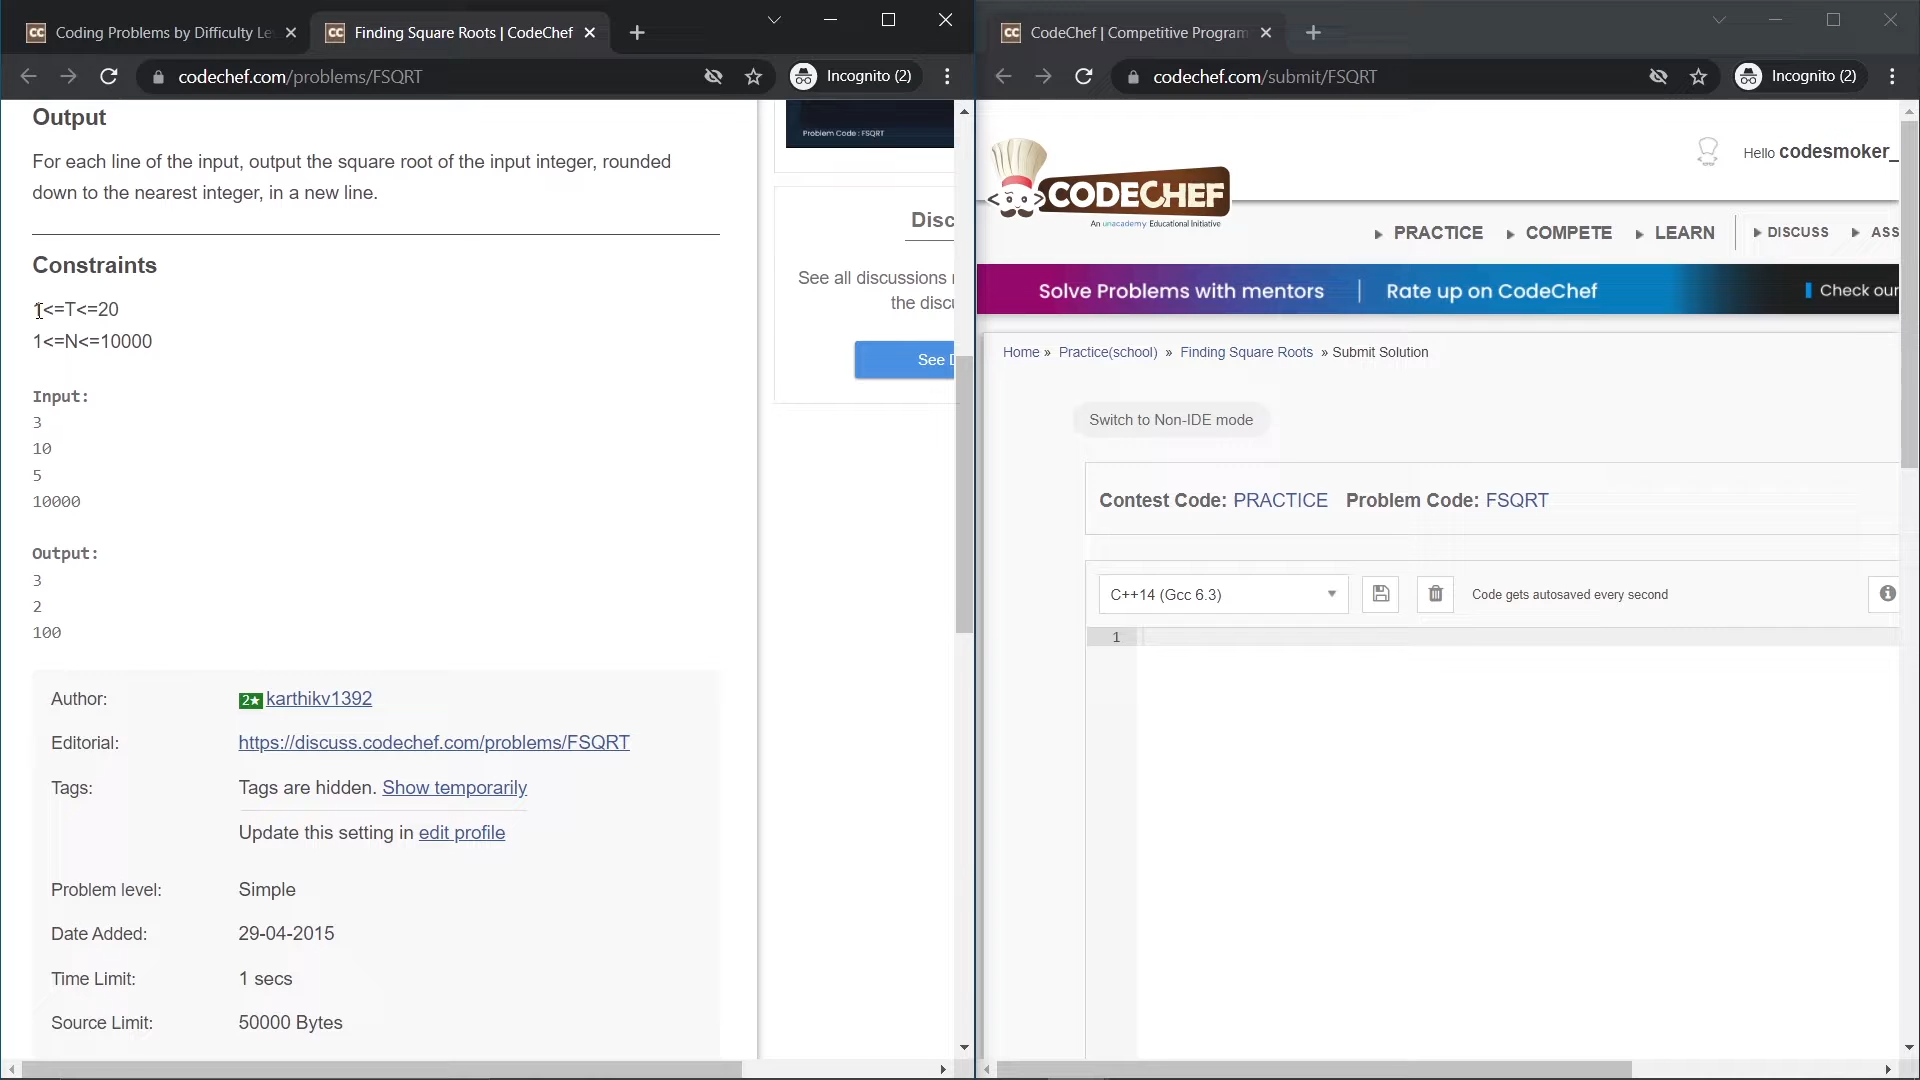 Coding Problems by Difficulty Le
Finding Square Roots | CodeChef
codechef.com/problems/FSQRT
Incognito (2)
Output
For each line of the input, output the square root of the input integer, rounded
down to the nearest integer, in a new line.
Constraints
1<=T<=20
1<=N<=10000
Input:
3
10
5
10000
Output:
3
2
100
Author:
2★ karthikv1392
Editorial:
https://discuss.codechef.com/problems/FSQRT
Tags:
Tags are hidden. Show temporarily
Update this setting in edit profile
Problem level:
Simple
Date Added:
29-04-2015
Time Limit:
1 secs
Source Limit:
50000 Bytes
Problem Code : FSQRT
Disc
See all discussions
the discu
See D
CodeChef | Competitive Program
codechef.com/submit/FSQRT
Incognito (2)
CODECHEF
An unacademy Educational Initiative
Hello codesmoker_
PRACTICE
COMPETE
LEARN
DISCUSS
ASS
Solve Problems with mentors | Rate up on CodeChef
Check our
Home » Practice(school) » Finding Square Roots » Submit Solution
Switch to Non-IDE mode
Contest Code: PRACTICE Problem Code: FSQRT
C++14 (Gcc 6.3)
Code gets autosaved every second
1